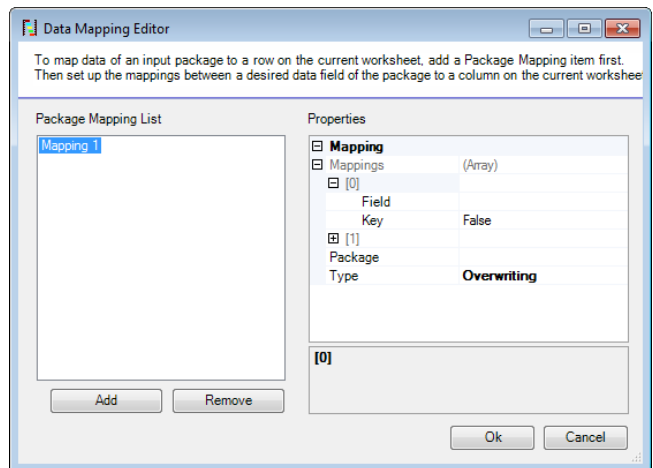 Data Mapping Editor
To map data of an input package to a row on the current worksheet, add a Package Mapping item first.
Then set up the mappings between a desired data field of the package to a column on the current workshee
Package Mapping List
Properties
Mapping 1
Mapping
Mappings (Array)
[0]
Field
Key False
[1]
Package
Type Overwriting
[0]
Add Remove
Ok Cancel